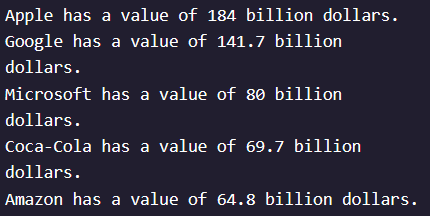 Apple has a value of 184 billion dollars.
Google has a value of 141.7 billion
dollars.
Microsoft has a value of 80 billion
dollars.
Coca-Cola has a value of 69.7 billion
dollars.
Amazon has a value of 64.8 billion dollars.